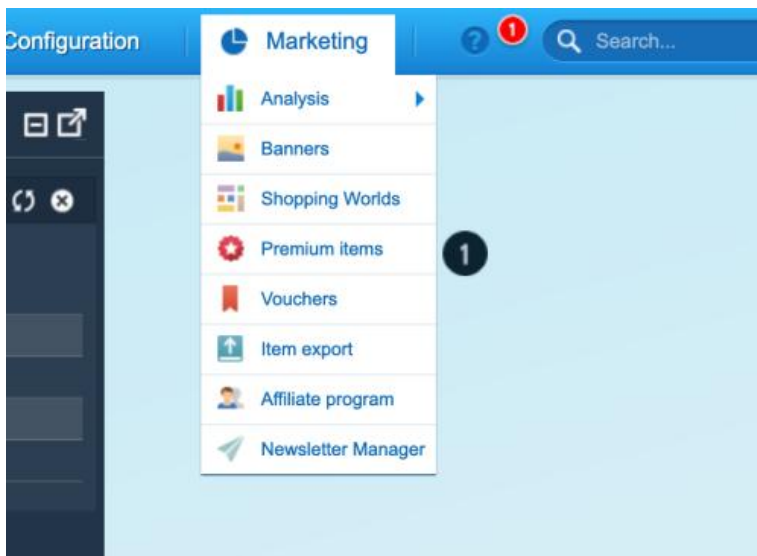 Configuration
Marketing
? 1
Search...
Analysis
Banners
Shopping Worlds
Premium items
1
Vouchers
Item export
Affiliate program
Newsletter Manager